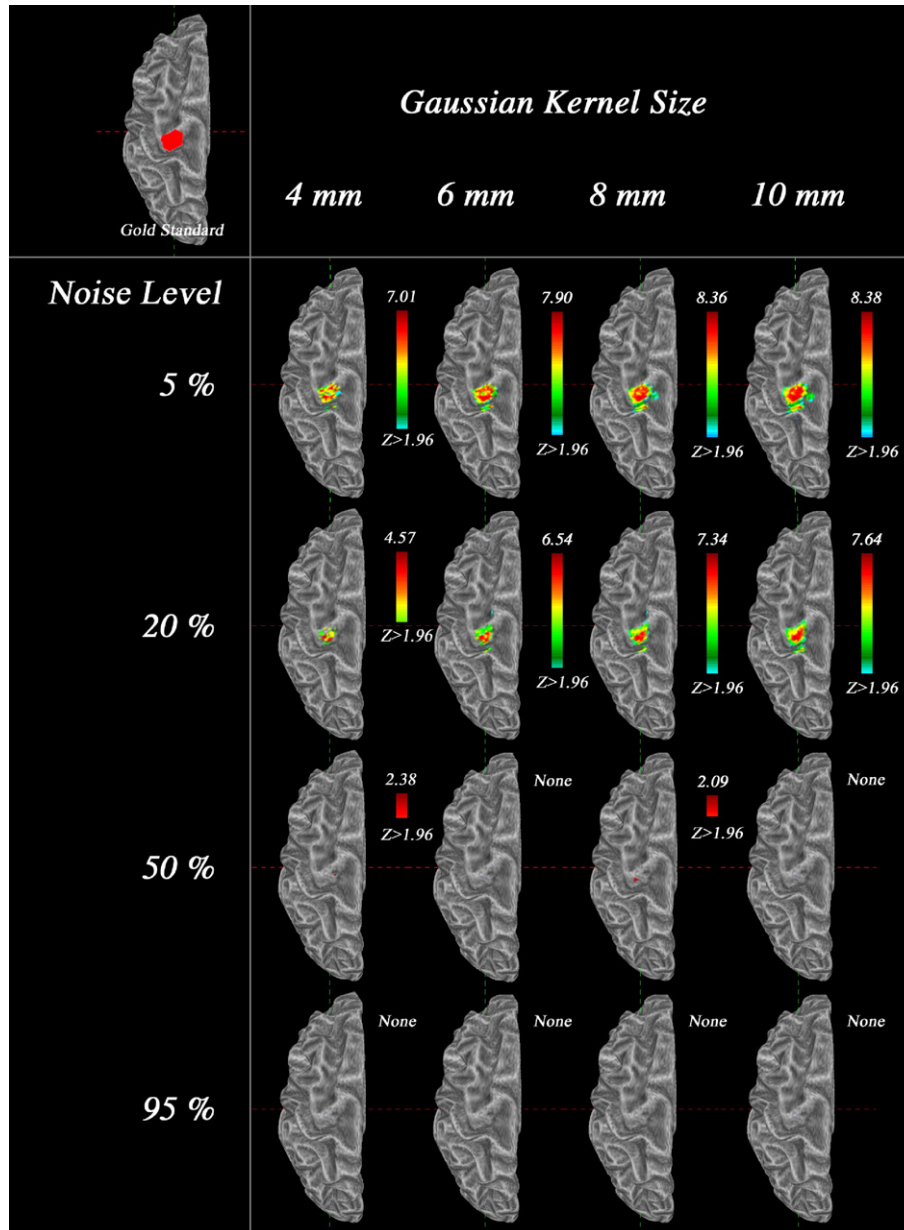 Gaussian Kernel Size
4 mm 6 mm 8 mm 10 mm
Gold Standard
Noise Level
7.01 7.90 8.36 8.38
5 %
Z>1.96 Z>1.96 Z>1.96 Z>1.96
4.57 6.54 7.34 7.64
20 %
Z>1.96 Z>1.96 Z>1.96 Z>1.96
2.38 None 2.09 None
Z>1.96 Z>1.96
50 %
None None None None
95 %